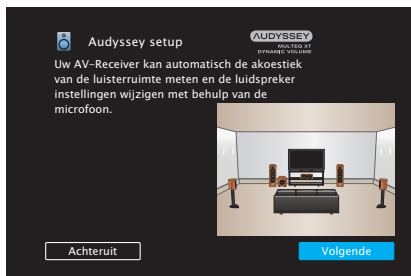 Audyssey setup
AUDYSSEY
MULTEQ XT
DYNAMIC VOLUME
Uw AV-Receiver kan automatisch de akoestiek
van de luisterruimte meten en de luidspreker
instellingen wijzigen met behulp van de
microfoon.
Achteruit
Volgende